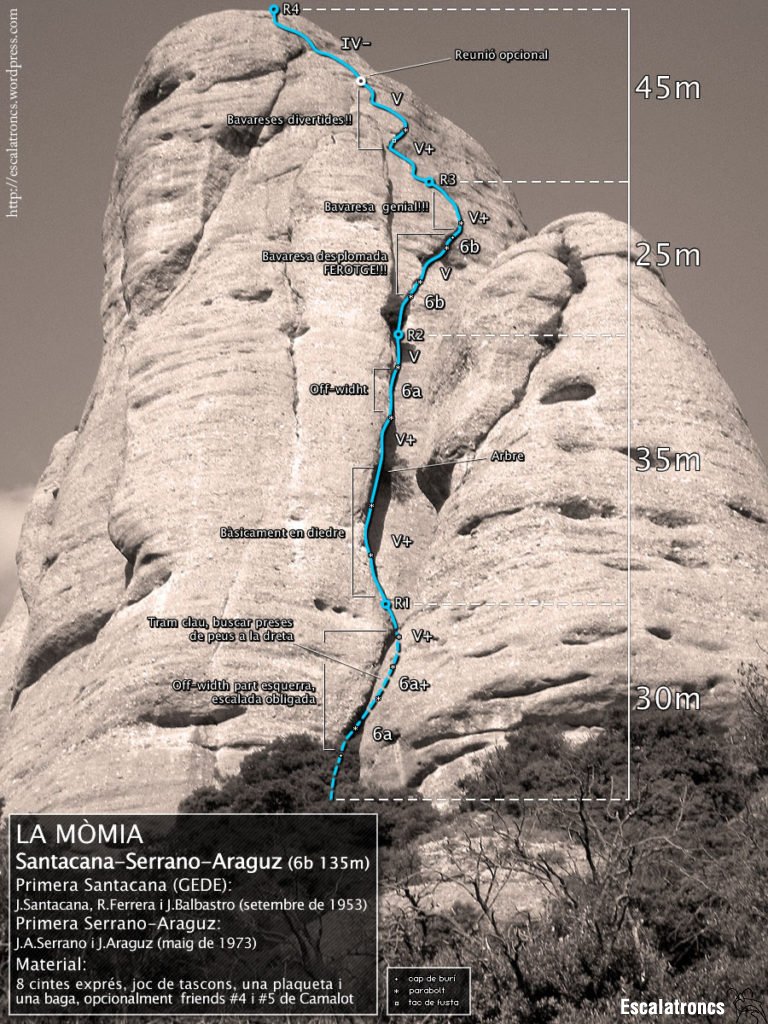 http://escalatroncs.wordpress.com
R4
IV-
Reunió opcional
45m
V
Bavareses divertides!!
V+
R3
Bavaresa genial!!!
V+
6b
Bavaresa desplomada
FEROTGE!!!
25m
V
6b
R2
V
Off-widht
6a
V+
Arbre
35m
Bàsicament en diedre
V+
R1
Tram clau, buscar preses
de peus a la dreta
V+
Off-width part esquerra,
escalada obligada
6a+
30m
6a
LA MÒMIA
Santacana-Serrano-Araguz (6b 135m)
Primera Santacana (GEDE):
J.Santacana, R.Ferrera i J.Balbastro (setembre de 1953)
Primera Serrano-Araguz:
J.A.Serrano i J.Araguz (maig de 1973)
Material:
8 cintes exprés, joc de tascons, una plaqueta i
una baga, opcionalment friends #4 i #5 de Camalot
cap de burí
parabolt
tac de fusta
Escalatroncs